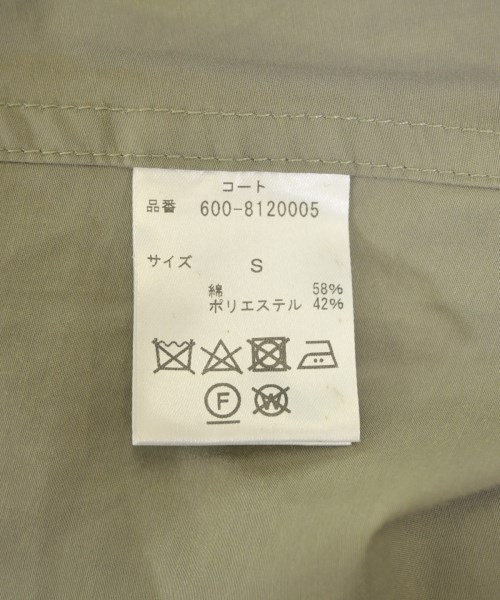 コート
品番 600-8120005
サイズ S
綿 58%
ポリエステル 42%
F W